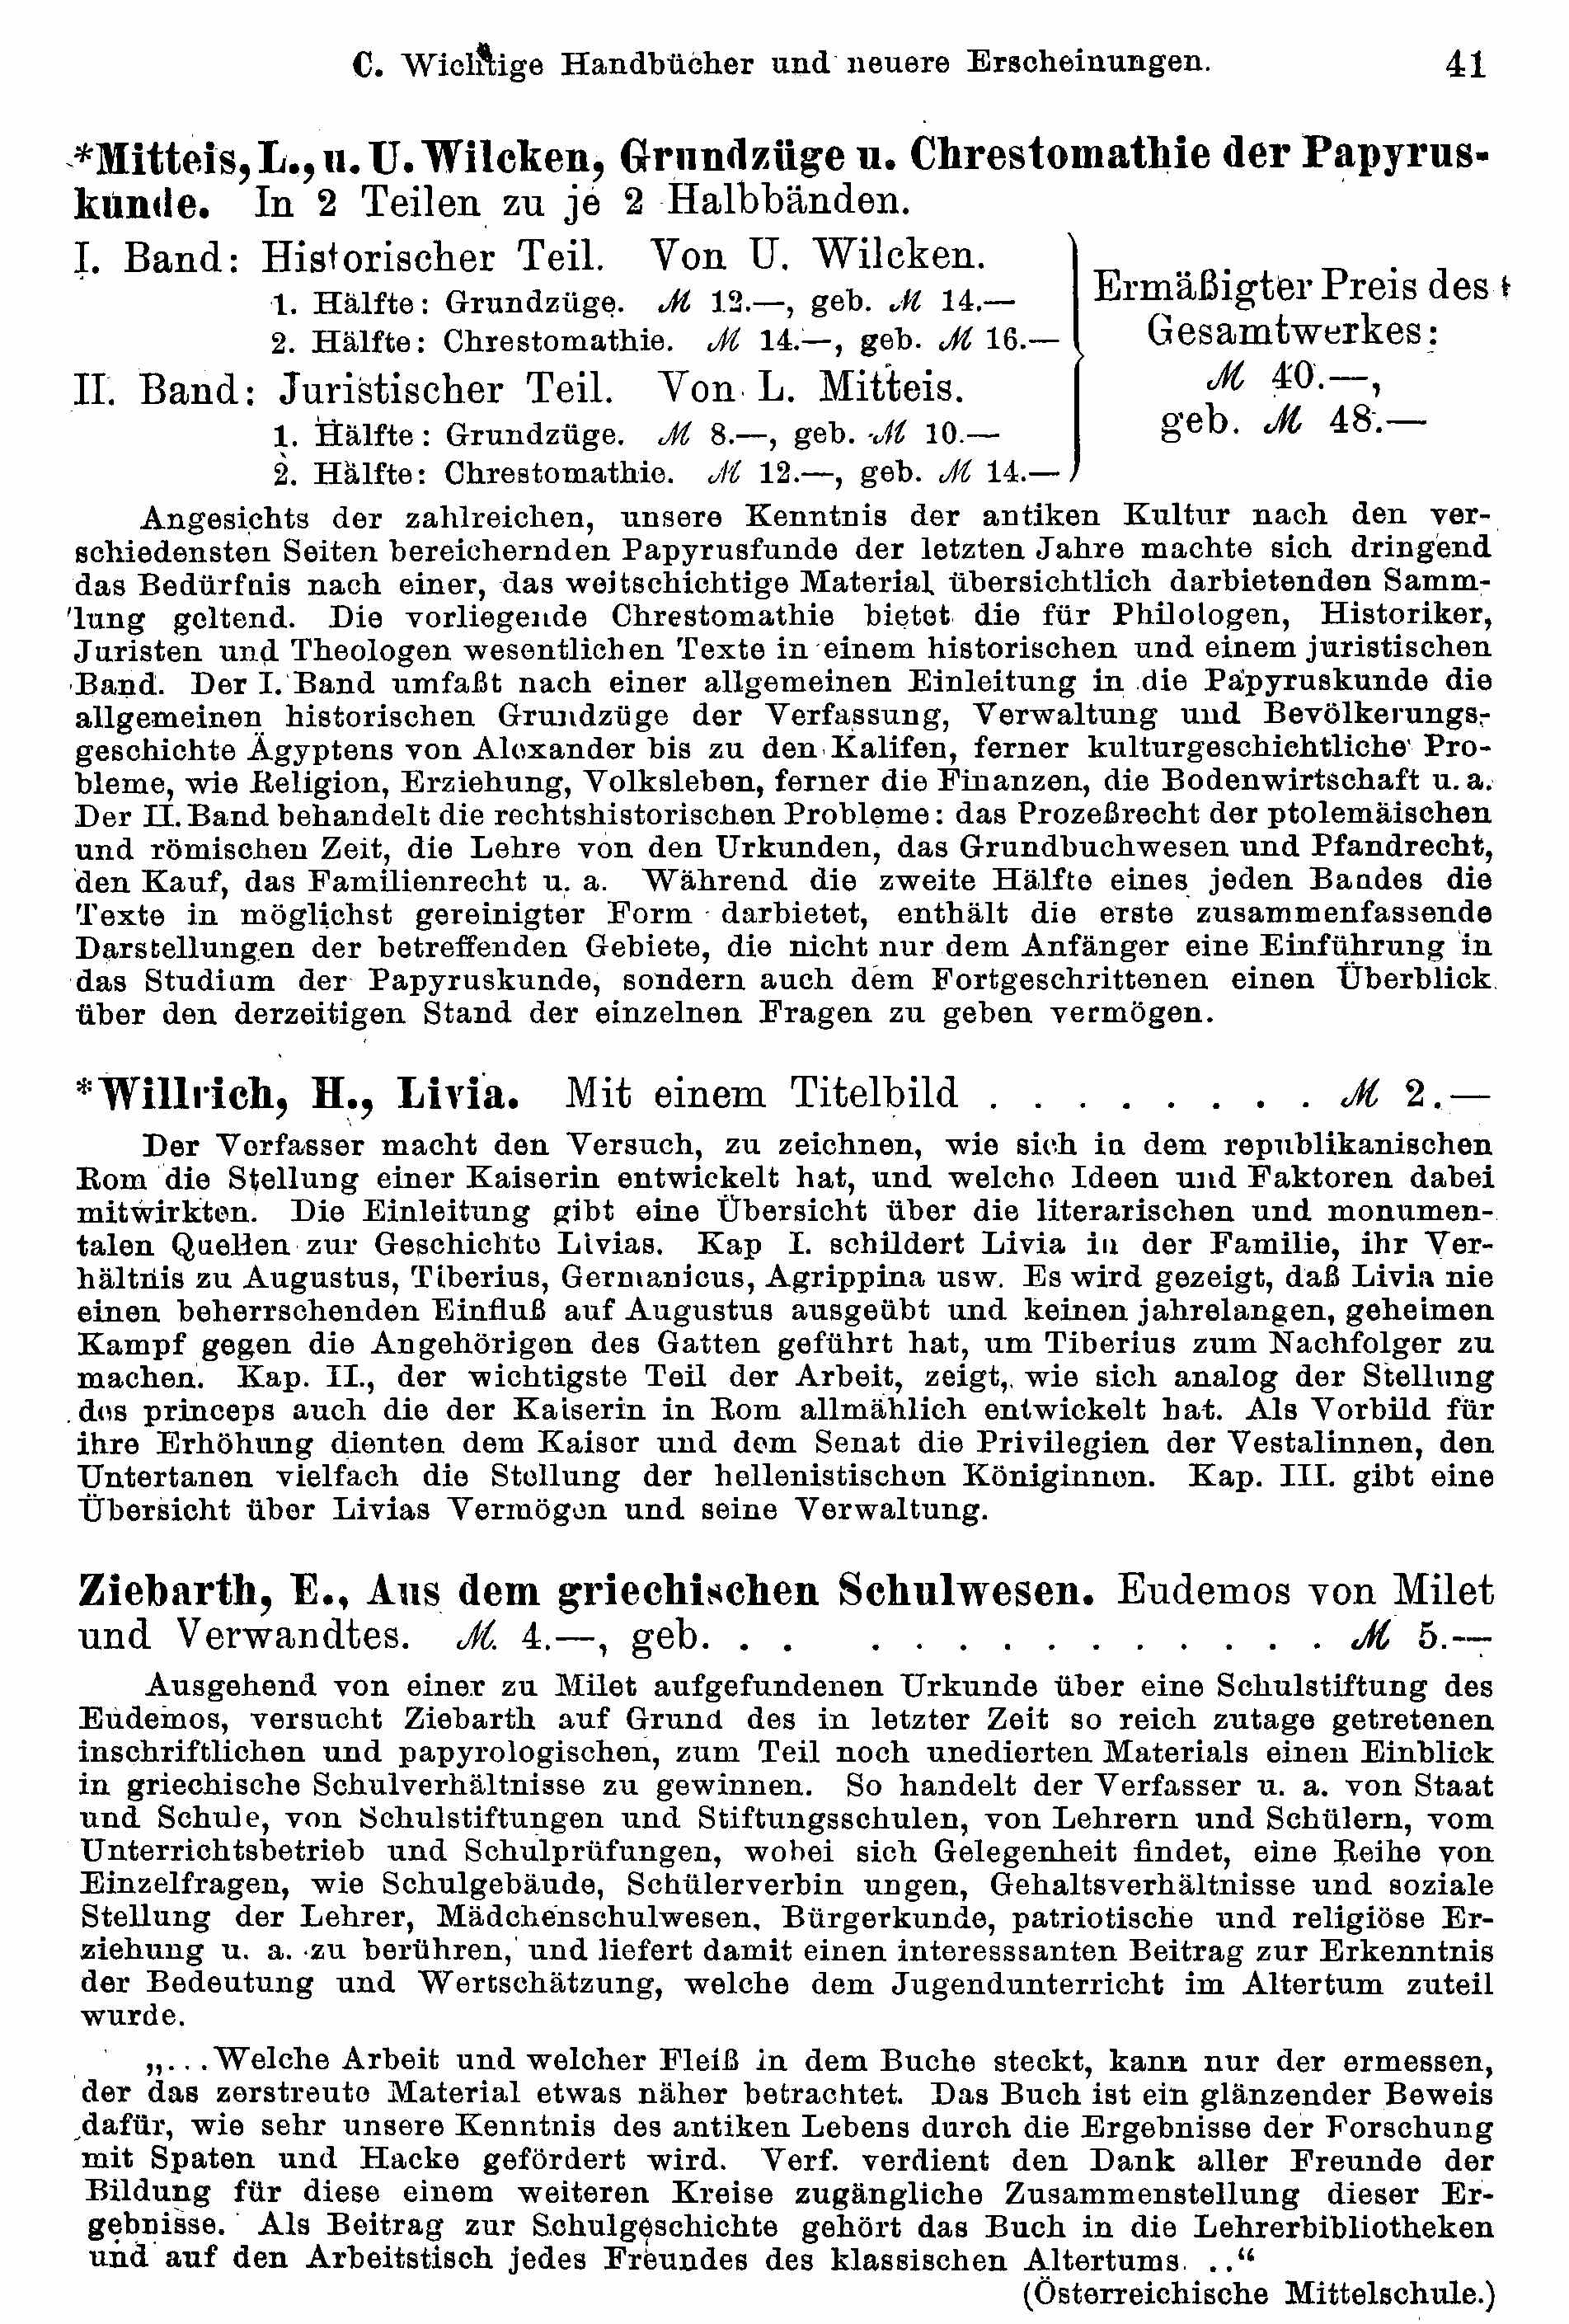 C. Wichtige Handbücher und neuere Erscheinungen. 41
*Mitteis, L., u. U. Wilcken, Grundzüge u. Chrestomathie der Papyrus-
kunde. In 2 Teilen zu je 2 Halbbänden.
I. Band: Historischer Teil. Von U. Wilcken.
1. Hälfte: Grundzüge. ℳ 12.—, geb. ℳ 14.—
2. Hälfte: Chrestomathie. ℳ 14.—, geb. ℳ 16.—
II. Band: Juristischer Teil. Von L. Mitteis.
1. Hälfte: Grundzüge. ℳ 8.—, geb. ℳ 10.—
2. Hälfte: Chrestomathie. ℳ 12.—, geb. ℳ 14.—
Ermäßigter Preis des
Gesamtwerkes:
ℳ 40.—,
geb. ℳ 48.—
Angesichts der zahlreichen, unsere Kenntnis der antiken Kultur nach den ver-
schiedensten Seiten bereichernden Papyrusfunde der letzten Jahre machte sich dringend
das Bedürfnis nach einer, das weitschichtige Material übersichtlich darbietenden Samm-
lung geltend. Die vorliegende Chrestomathie bietet die für Philologen, Historiker,
Juristen und Theologen wesentlichen Texte in einem historischen und einem juristischen
Band. Der I. Band umfaßt nach einer allgemeinen Einleitung in die Papyruskunde die
allgemeinen historischen Grundzüge der Verfassung, Verwaltung und Bevölkerungs-
geschichte Ägyptens von Alexander bis zu den Kalifen, ferner kulturgeschichtliche Pro-
bleme, wie Religion, Erziehung, Volksleben, ferner die Finanzen, die Bodenwirtschaft u. a.
Der II. Band behandelt die rechtshistorischen Probleme: das Prozeßrecht der ptolemäischen
und römischen Zeit, die Lehre von den Urkunden, das Grundbuchwesen und Pfandrecht,
den Kauf, das Familienrecht u. a. Während die zweite Hälfte eines jeden Bandes die
Texte in möglichst gereinigter Form darbietet, enthält die erste zusammenfassende
Darstellungen der betreffenden Gebiete, die nicht nur dem Anfänger eine Einführung in
das Studium der Papyruskunde, sondern auch dem Fortgeschrittenen einen Überblick
über den derzeitigen Stand der einzelnen Fragen zu geben vermögen.
*Willrich, H., Livia. Mit einem Titelbild . . . . . . . . ℳ 2.—
Der Verfasser macht den Versuch, zu zeichnen, wie sich in dem republikanischen
Rom die Stellung einer Kaiserin entwickelt hat, und welche Ideen und Faktoren dabei
mitwirkten. Die Einleitung gibt eine Übersicht über die literarischen und monumen-
talen Quellen zur Geschichte Livias. Kap I. schildert Livia in der Familie, ihr Ver-
hältnis zu Augustus, Tiberius, Germanicus, Agrippina usw. Es wird gezeigt, daß Livia nie
einen beherrschenden Einfluß auf Augustus ausgeübt und keinen jahrelangen, geheimen
Kampf gegen die Angehörigen des Gatten geführt hat, um Tiberius zum Nachfolger zu
machen. Kap. II., der wichtigste Teil der Arbeit, zeigt, wie sich analog der Stellung
des princeps auch die der Kaiserin in Rom allmählich entwickelt hat. Als Vorbild für
ihre Erhöhung dienten dem Kaiser und dem Senat die Privilegien der Vestalinnen, den
Untertanen vielfach die Stellung der hellenistischen Königinnen. Kap. III. gibt eine
Übersicht über Livias Vermögen und seine Verwaltung.
Ziebarth, E., Aus dem griechischen Schulwesen. Eudemos von Milet
und Verwandtes. ℳ. 4.—, geb. . . . . . . . . . . . . . . ℳ 5.—
Ausgehend von einer zu Milet aufgefundenen Urkunde über eine Schulstiftung des
Eudemos, versucht Ziebarth auf Grund des in letzter Zeit so reich zutage getretenen
inschriftlichen und papyrologischen, zum Teil noch unedierten Materials einen Einblick
in griechische Schulverhältnisse zu gewinnen. So handelt der Verfasser u. a. von Staat
und Schule, von Schulstiftungen und Stiftungsschulen, von Lehrern und Schülern, vom
Unterrichtsbetrieb und Schulprüfungen, wobei sich Gelegenheit findet, eine Reihe von
Einzelfragen, wie Schulgebäude, Schülerverbin ungen, Gehaltsverhältnisse und soziale
Stellung der Lehrer, Mädchenschulwesen, Bürgerkunde, patriotische und religiöse Er-
ziehung u. a. zu berühren, und liefert damit einen interesssanten Beitrag zur Erkenntnis
der Bedeutung und Wertschätzung, welche dem Jugendunterricht im Altertum zuteil
wurde.
„. . . Welche Arbeit und welcher Fleiß in dem Buche steckt, kann nur der ermessen,
der das zerstreute Material etwas näher betrachtet. Das Buch ist ein glänzender Beweis
dafür, wie sehr unsere Kenntnis des antiken Lebens durch die Ergebnisse der Forschung
mit Spaten und Hacke gefördert wird. Verf. verdient den Dank aller Freunde der
Bildung für diese einem weiteren Kreise zugängliche Zusammenstellung dieser Er-
gebnisse. Als Beitrag zur Schulgeschichte gehört das Buch in die Lehrerbibliotheken
und auf den Arbeitstisch jedes Freundes des klassischen Altertums. . .“
(Österreichische Mittelschule.)